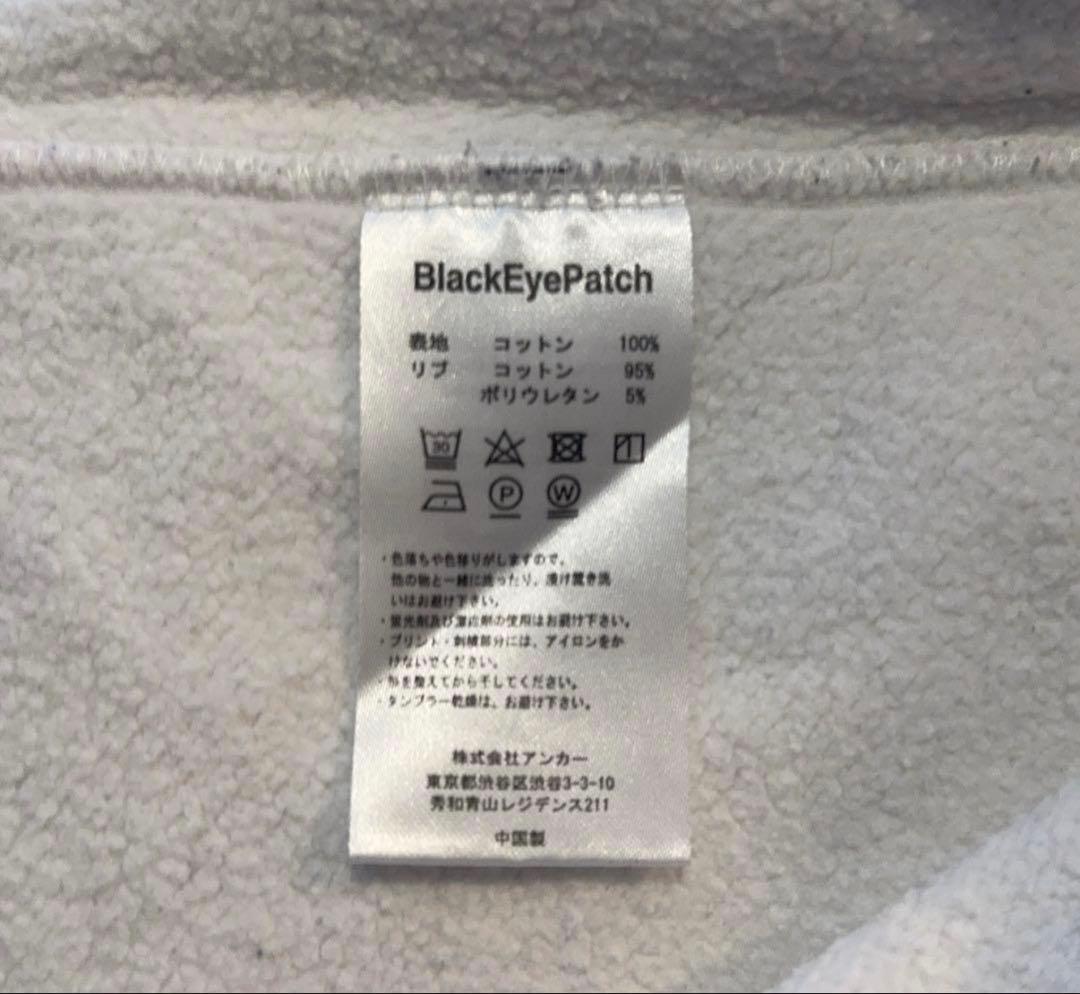 BlackEyePatch
表地 コットン 100%
リブ コットン 95%
ポリウレタン 5%
30
P W
・色落ちや色移りがしますので、
他の物と一緒に洗ったり、漬け置き洗
いはお避け下さい。
・蛍光剤及び漂白剤の使用はお避け下さい。
・プリント・刺繍部分には、アイロンをか
けないでください。
・形を整えてから干してください。
・タンブラー乾燥は、お避け下さい。
株式会社アンカー
東京都渋谷区渋谷3-3-10
秀和青山レジデンス211
中国製